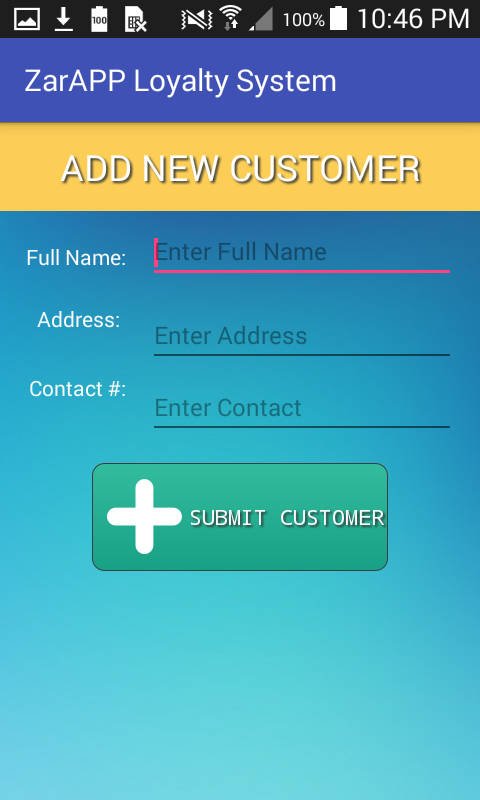 100 100% 10:46 PM
ZarAPP Loyalty System
ADD NEW CUSTOMER
Full Name: Enter Full Name
Address: Enter Address
Contact #: Enter Contact
SUBMIT CUSTOMER